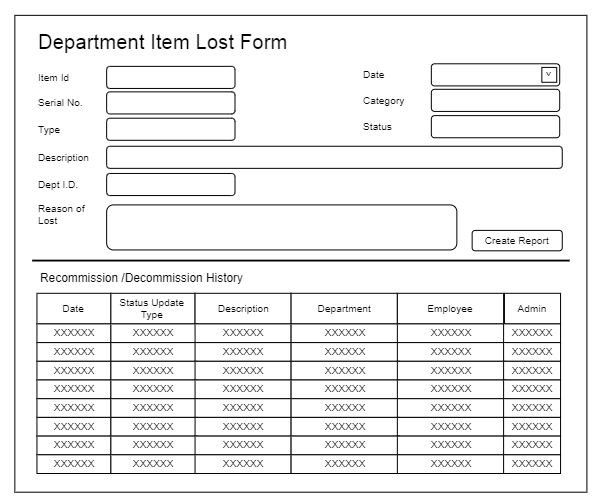 Department Item Lost Form
Item Id
Date
v
Serial No.
Category
Type
Status
Description
Dept I.D.
Reason of
Lost
Create Report
Recommission /Decommission History
Date Status Update Type Description Department Employee Admin
XXXXXX XXXXXX XXXXXX XXXXXX XXXXXX XXXXXX
XXXXXX XXXXXX XXXXXX XXXXXX XXXXXX XXXXXX
XXXXXX XXXXXX XXXXXX XXXXXX XXXXXX XXXXXX
XXXXXX XXXXXX XXXXXX XXXXXX XXXXXX XXXXXX
XXXXXX XXXXXX XXXXXX XXXXXX XXXXXX XXXXXX
XXXXXX XXXXXX XXXXXX XXXXXX XXXXXX XXXXXX
XXXXXX XXXXXX XXXXXX XXXXXX XXXXXX XXXXXX
XXXXXX XXXXXX XXXXXX XXXXXX XXXXXX XXXXXX